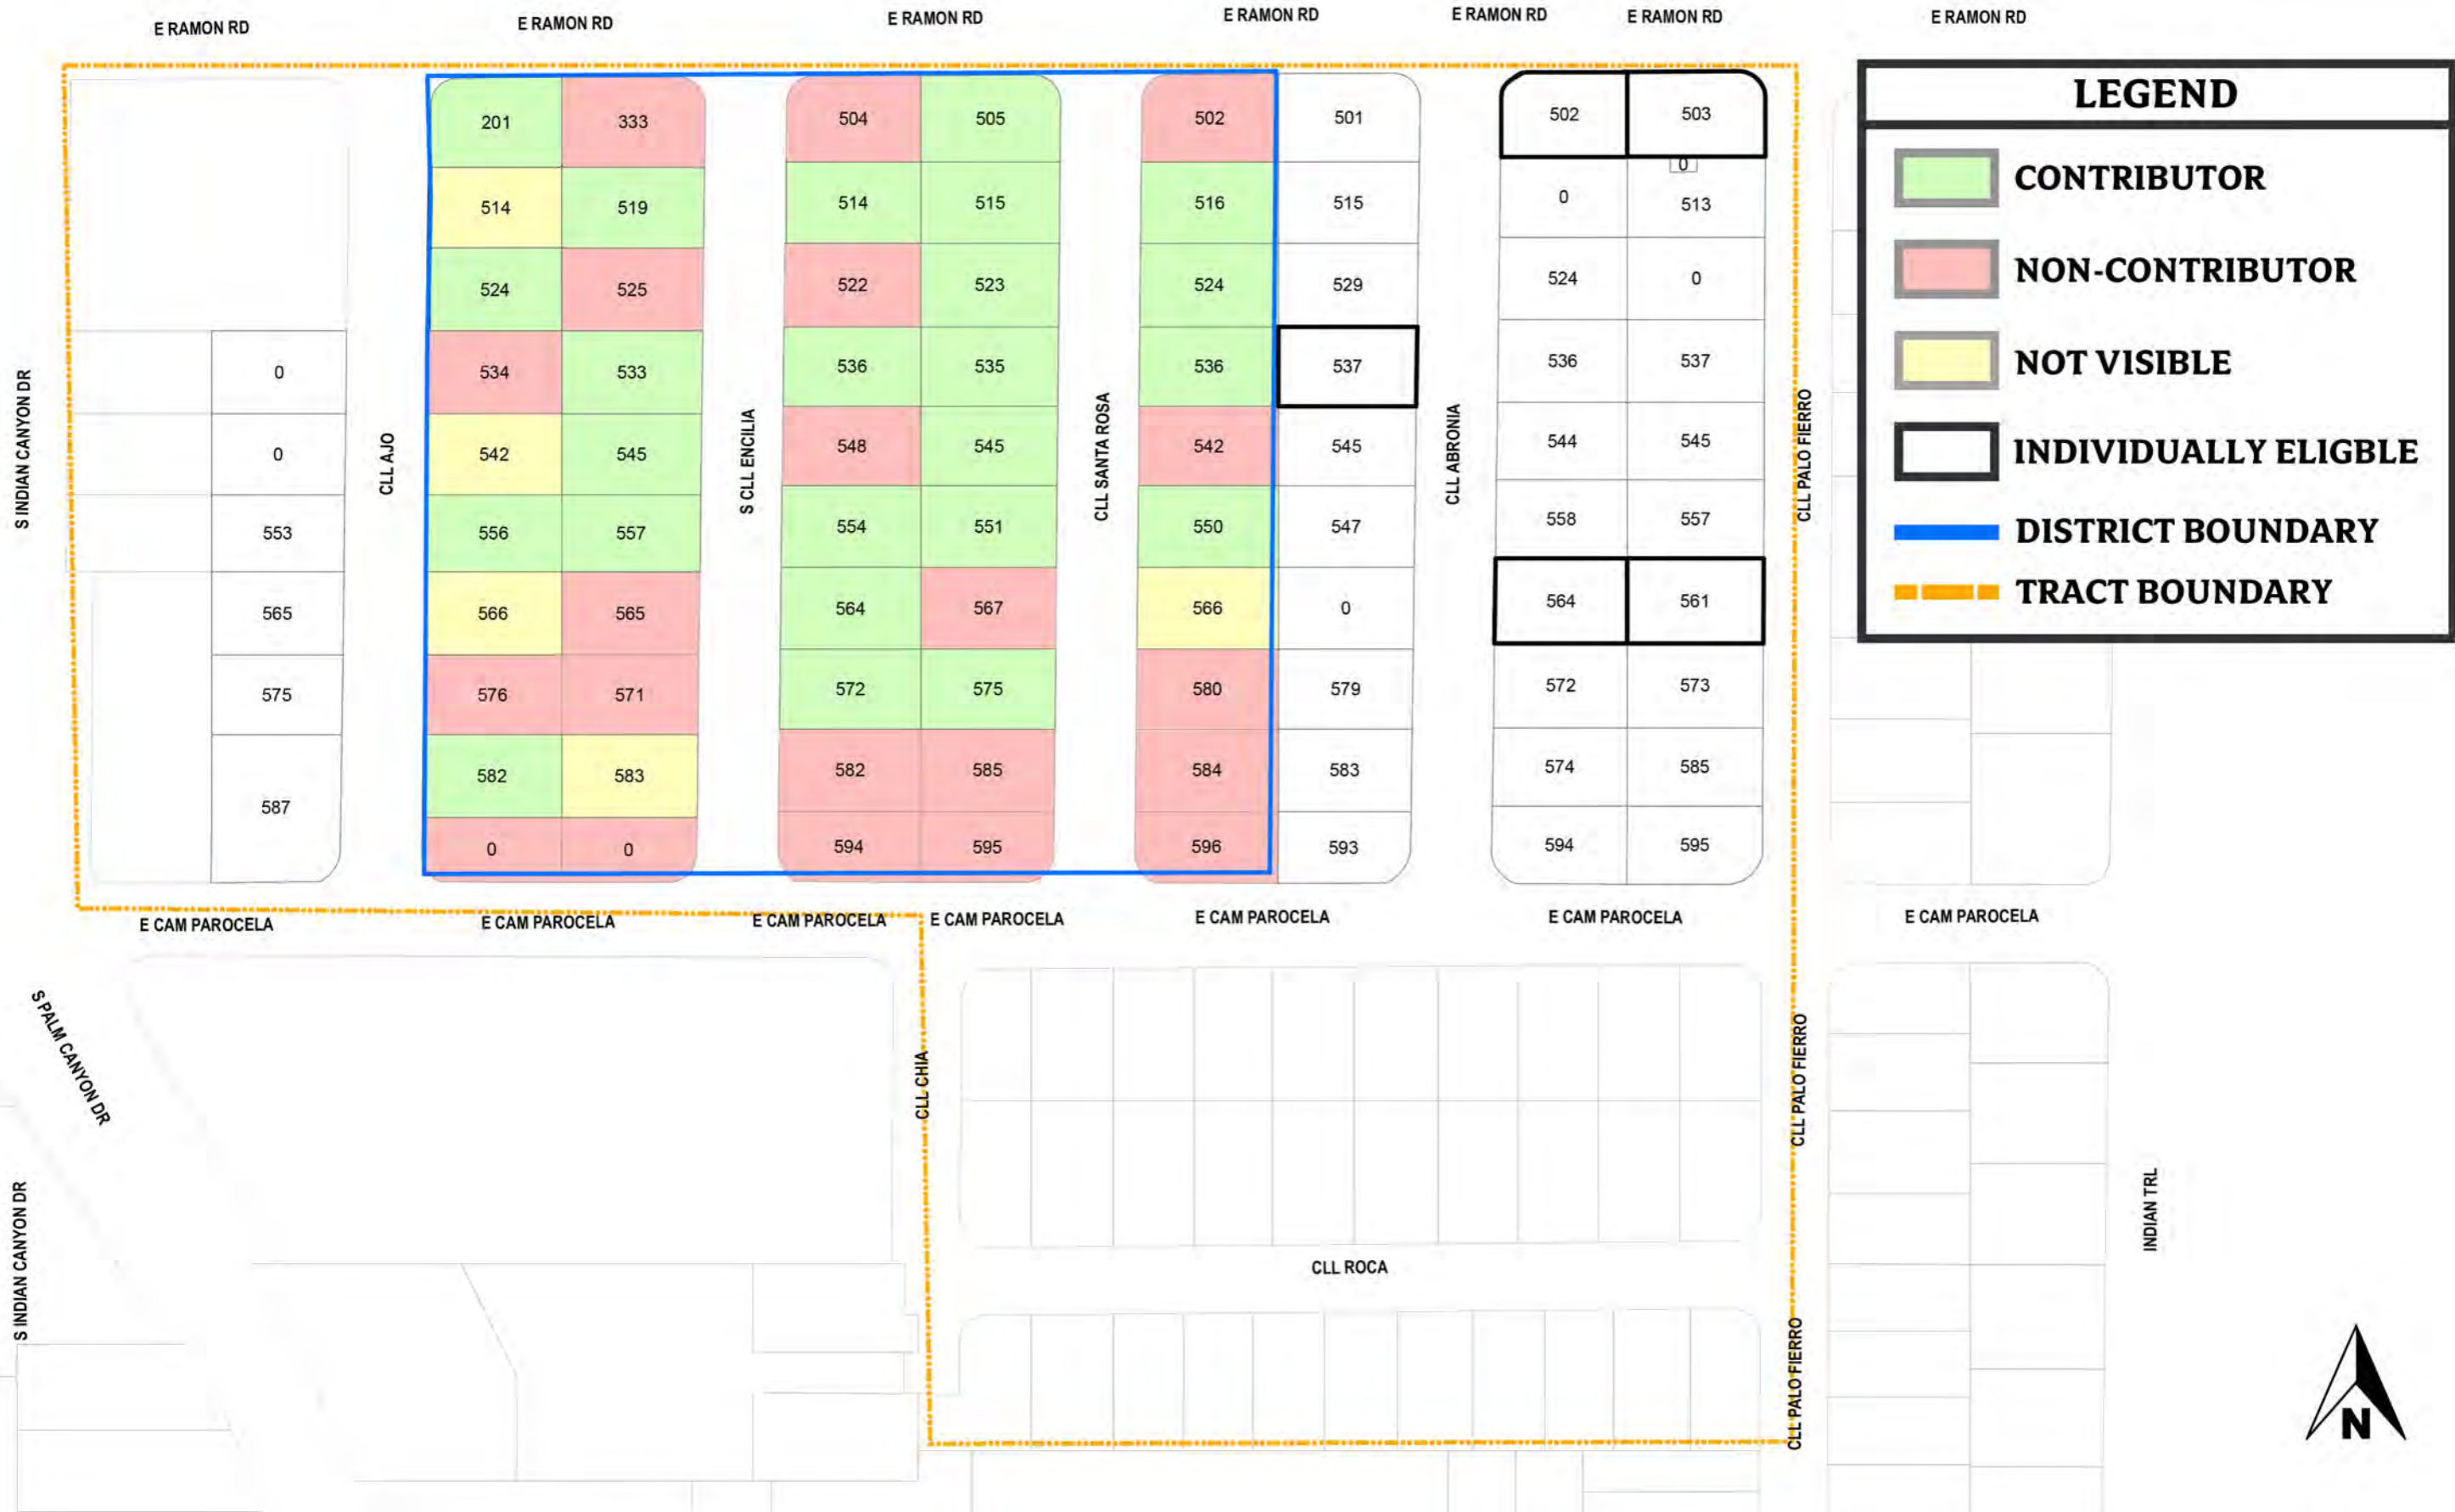 E RAMON RD
E RAMON RD
E RAMON RD
E RAMON RD
E RAMON RD
E RAMON RD
E RAMON RD
LEGEND
CONTRIBUTOR
NON-CONTRIBUTOR
NOT VISIBLE
INDIVIDUALLY ELIGBLE
DISTRICT BOUNDARY
TRACT BOUNDARY
S INDIAN CANYON DR
0
0
553
565
575
587
CLL AJO
201 333
514 519
524 525
534 533
542 545
556 557
566 565
576 571
582 583
0 0
S CLL ENCILIA
504 505
514 515
522 523
536 535
548 545
554 551
564 567
572 575
582 585
594 595
CLL SANTA ROSA
502 501
516 515
524 529
536 537
542 545
550 547
566 0
580 579
584 583
596 593
CLL ABRONIA
502 503
0
0 513
524 0
536 537
544 545
558 557
564 561
572 573
574 585
594 595
CLL PALO FIERRO
E CAM PAROCELA
E CAM PAROCELA
E CAM PAROCELA
E CAM PAROCELA
E CAM PAROCELA
E CAM PAROCELA
E CAM PAROCELA
S PALM CANYON DR
S INDIAN CANYON DR
CLL CHIA
CLL ROCA
CLL PALO FIERRO
CLL PALO FIERRO
INDIAN TRL
N